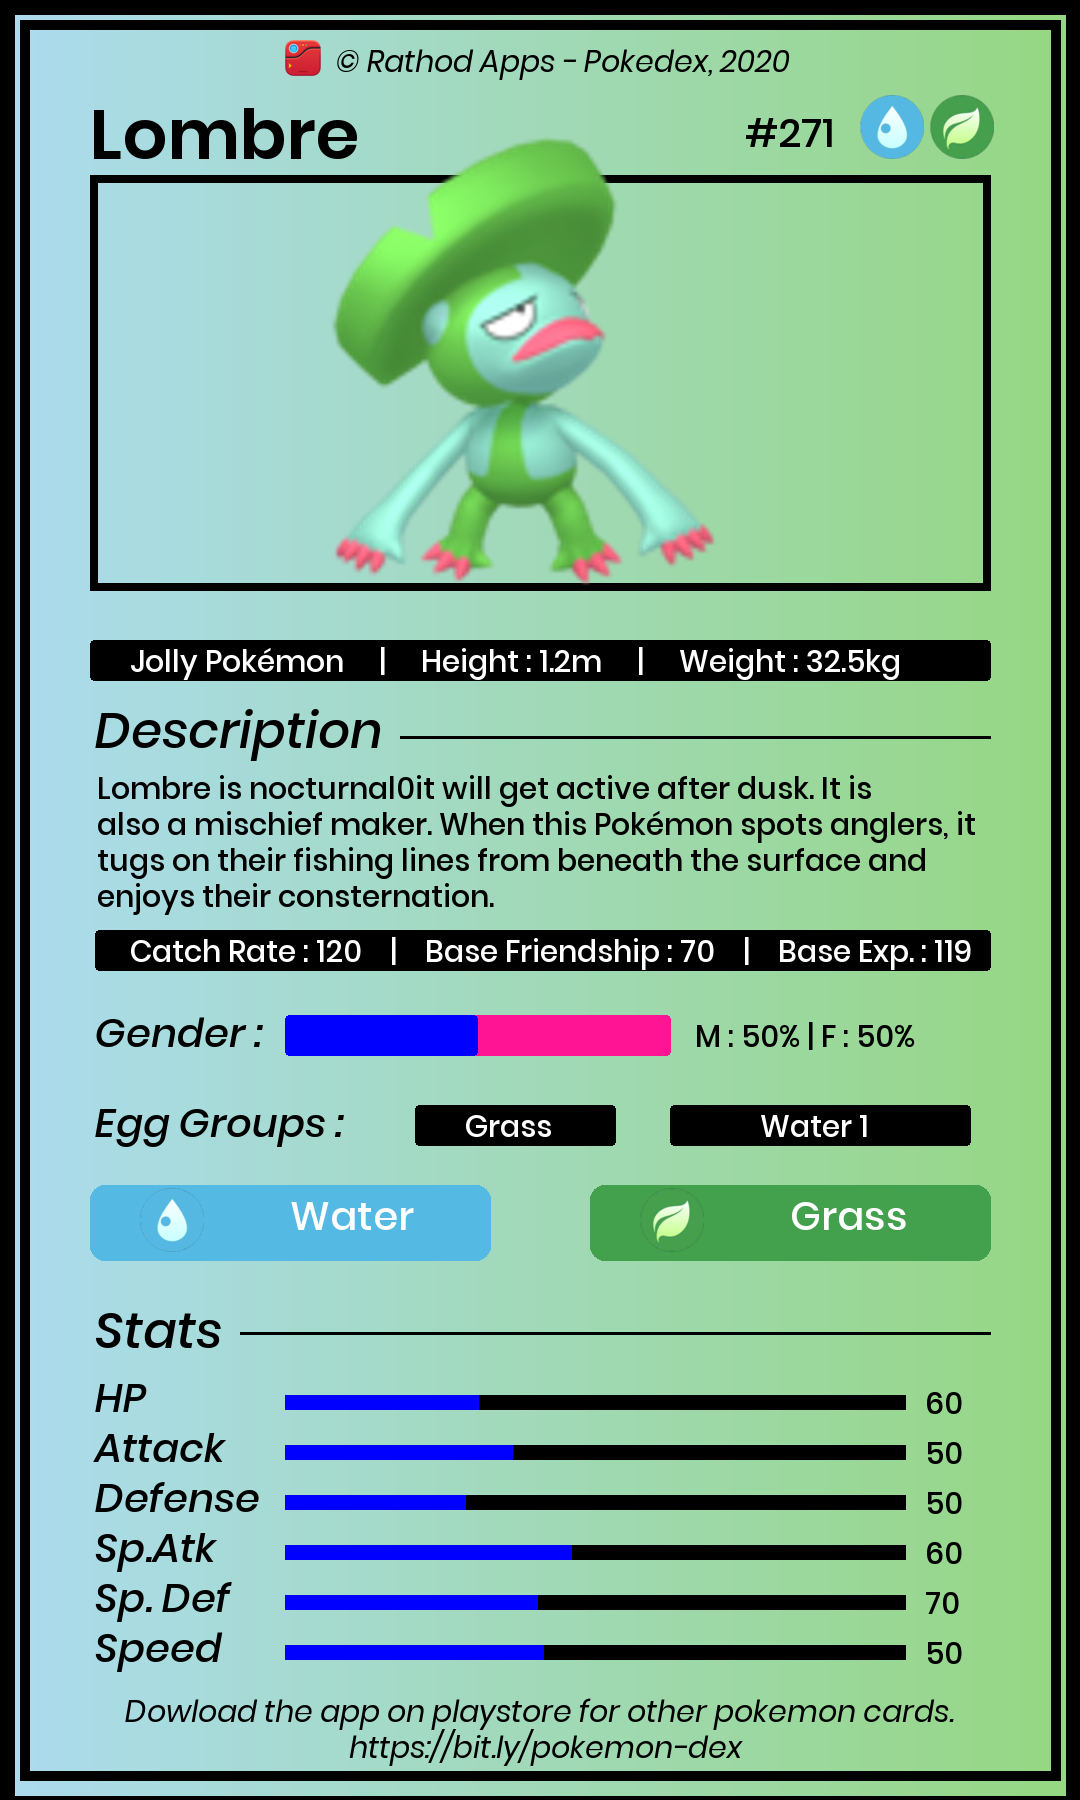 © Rathod Apps - Pokedex, 2020
Lombre #271
Jolly Pokémon | Height : 1.2m | Weight : 32.5kg
Description
Lombre is nocturnal0it will get active after dusk. It is
also a mischief maker. When this Pokémon spots anglers, it
tugs on their fishing lines from beneath the surface and
enjoys their consternation.
Catch Rate : 120 | Base Friendship : 70 | Base Exp. : 119
Gender : M : 50% | F : 50%
Egg Groups : Grass Water 1
Water Grass
Stats
HP 60
Attack 50
Defense 50
Sp.Atk 60
Sp. Def 70
Speed 50
Dowload the app on playstore for other pokemon cards.
https://bit.ly/pokemon-dex